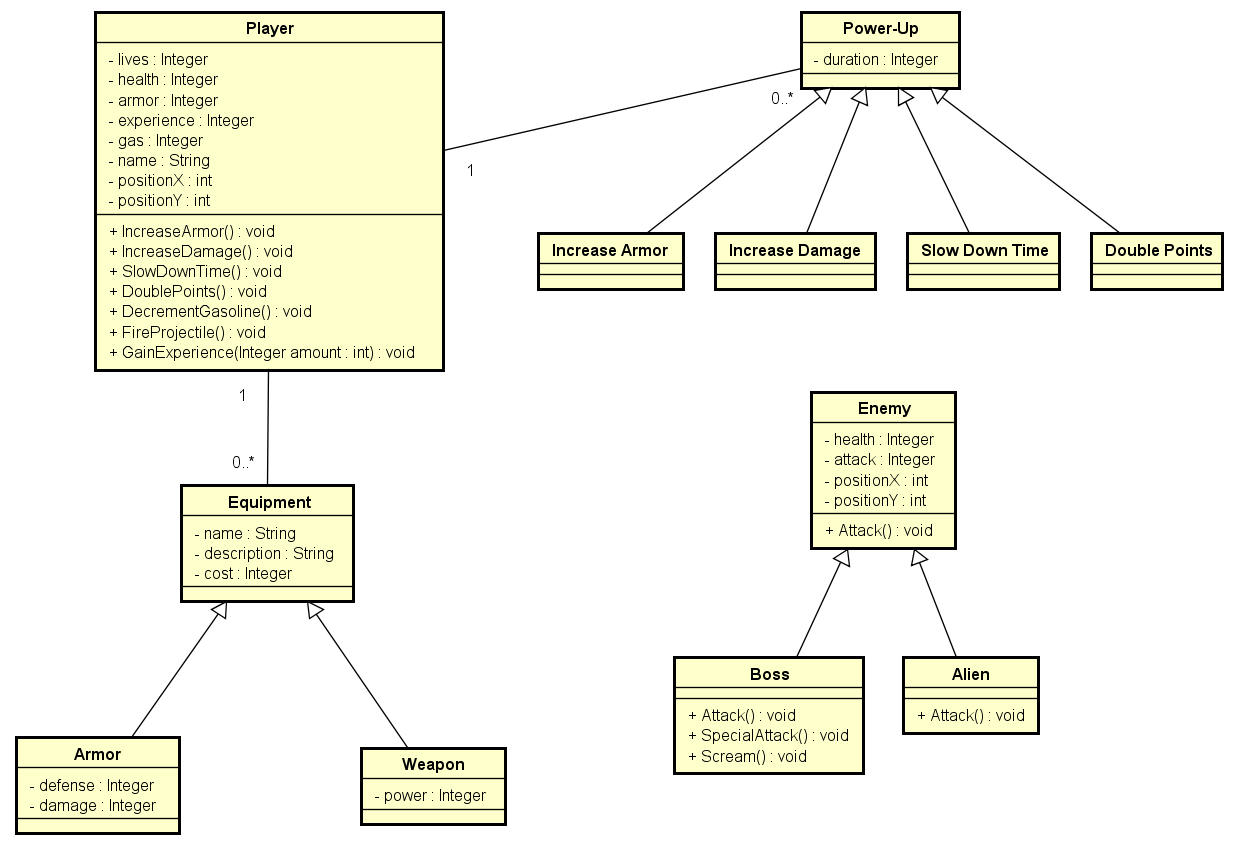 Player
- lives : Integer
- health : Integer
- armor : Integer
- experience : Integer
- gas : Integer
- name : String
- positionX : int
- positionY : int
+ IncreaseArmor() : void
+ IncreaseDamage() : void
+ SlowDownTime() : void
+ DoublePoints() : void
+ DecrementGasoline() : void
+ FireProjectile() : void
+ GainExperience(Integer amount : int) : void
1
0..*
Power-Up
- duration : Integer
Increase Armor
Increase Damage
Slow Down Time
Double Points
1
0..*
Equipment
- name : String
- description : String
- cost : Integer
Armor
- defense : Integer
- damage : Integer
Weapon
- power : Integer
Enemy
- health : Integer
- attack : Integer
- positionX : int
- positionY : int
+ Attack() : void
Boss
+ Attack() : void
+ SpecialAttack() : void
+ Scream() : void
Alien
+ Attack() : void